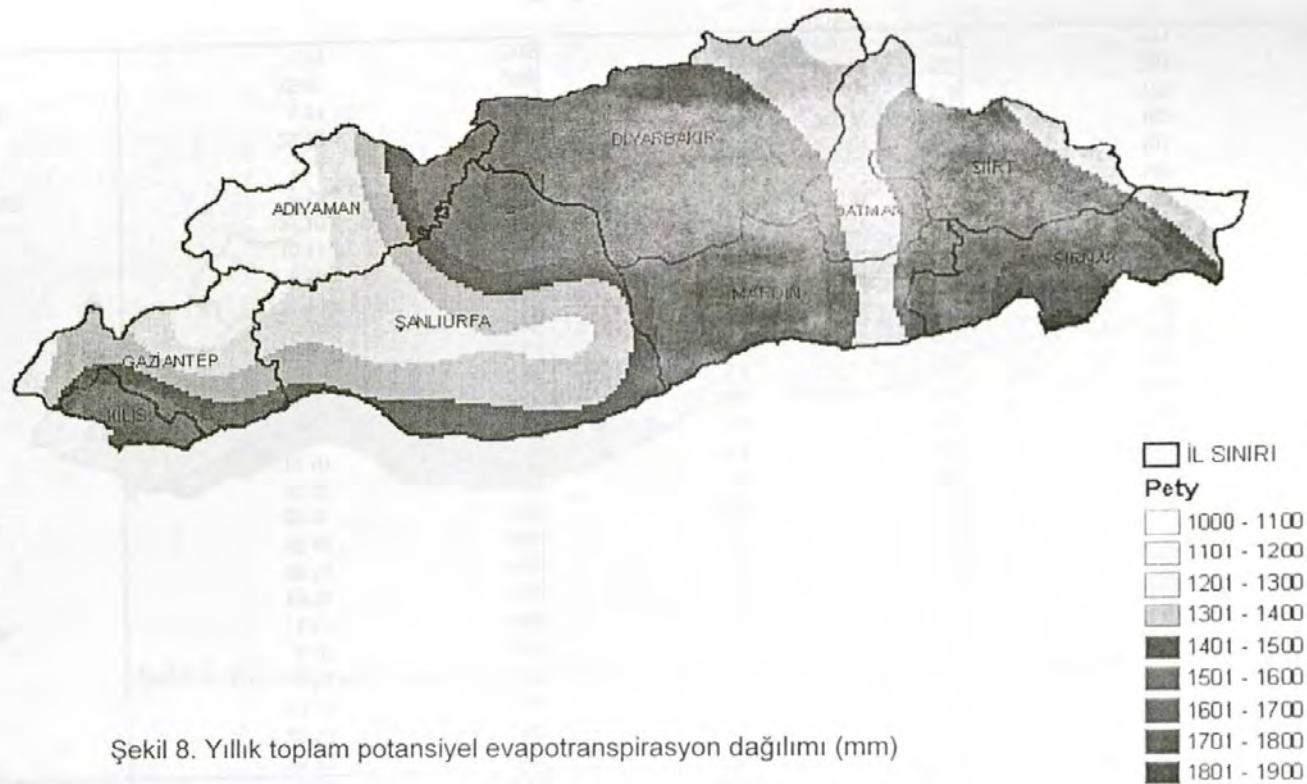 DİYARBAKIR
SİİRT
ADIYAMAN
BATMAN
ŞIRNAK
MARDİN
ŞANLIURFA
GAZİANTEP
KİLİS
İL SINIRI
Pety
1000 - 1100
1101 - 1200
1201 - 1300
1301 - 1400
1401 - 1500
1501 - 1600
1601 - 1700
1701 - 1800
1801 - 1900
Şekil 8. Yıllık toplam potansiyel evapotranspirasyon dağılımı (mm)